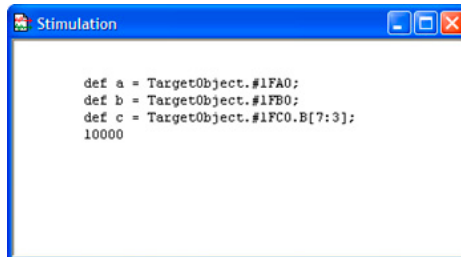 Stimulation
def a = TargetObject.#1FA0;
def b = TargetObject.#1FB0;
def c = TargetObject.#1FC0.B[7:3];
10000